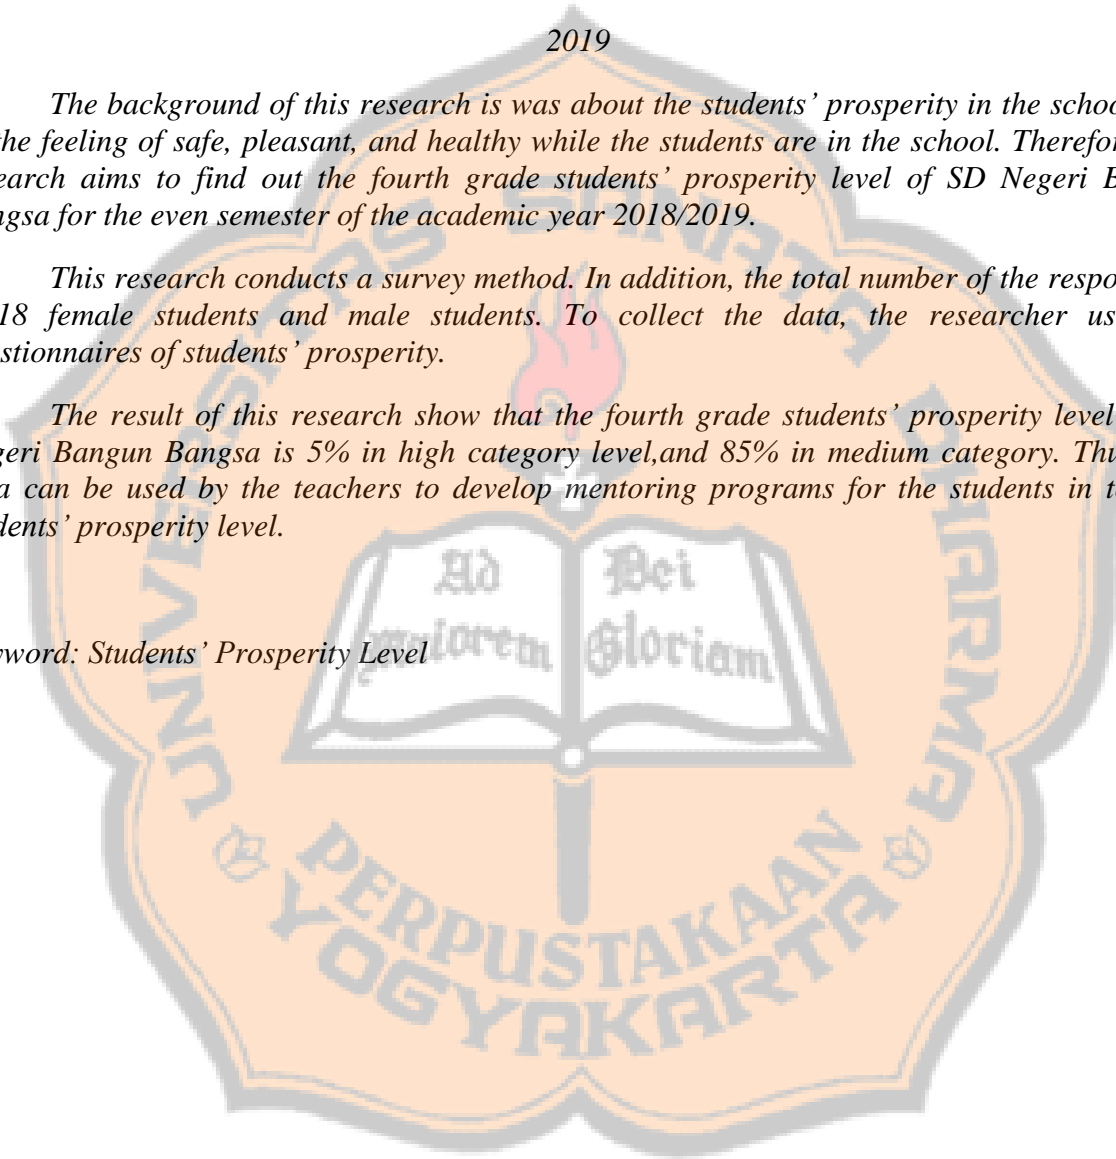 2019
The background of this research is was about the students’ prosperity in the schoo
the feeling of safe, pleasant, and healthy while the students are in the school. Therefor
earch aims to find out the fourth grade students’ prosperity level of SD Negeri B
ngsa for the even semester of the academic year 2018/2019.
This research conducts a survey method. In addition, the total number of the respo
18 female students and male students. To collect the data, the researcher us
stionnaires of students’ prosperity.
The result of this research show that the fourth grade students’ prosperity level
geri Bangun Bangsa is 5% in high category level,and 85% in medium category. Thu
a can be used by the teachers to develop mentoring programs for the students in t
dents’ prosperity level.
Ad Dei
maiorem Gloriam
yword: Students’ Prosperity Level
UNIVERSITAS SANATA DHARMA
PERPUSTAKAAN
YOGYAKARTA